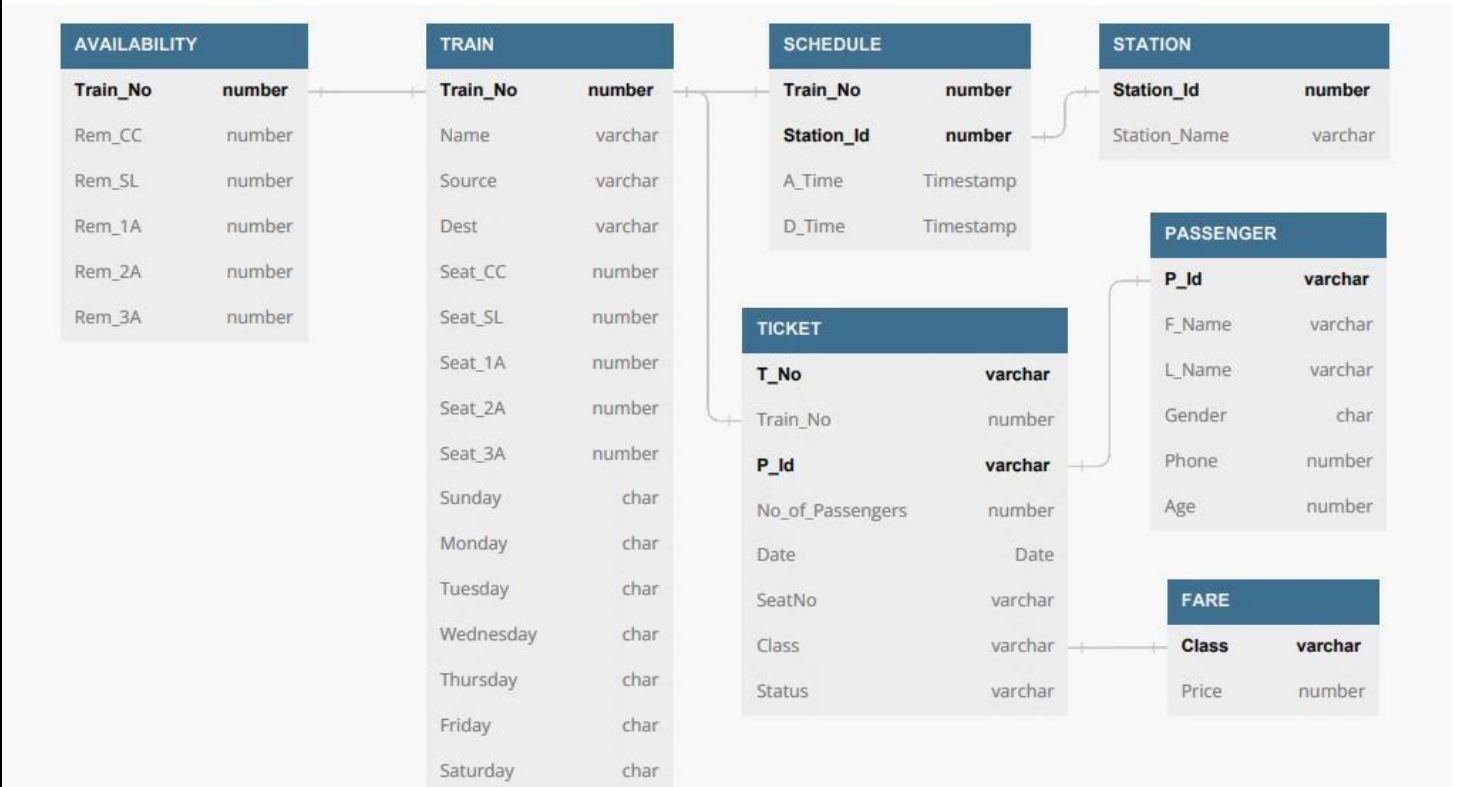 AVAILABILITY
Train_No number
Rem_CC number
Rem_SL number
Rem_1A number
Rem_2A number
Rem_3A number
TRAIN
Train_No number
Name varchar
Source varchar
Dest varchar
Seat_CC number
Seat_SL number
Seat_1A number
Seat_2A number
Seat_3A number
Sunday char
Monday char
Tuesday char
Wednesday char
Thursday char
Friday char
Saturday char
SCHEDULE
Train_No number
Station_Id number
A_Time Timestamp
D_Time Timestamp
STATION
Station_Id number
Station_Name varchar
TICKET
T_No varchar
Train_No number
P_Id varchar
No_of_Passengers number
Date Date
SeatNo varchar
Class varchar
Status varchar
PASSENGER
P_Id varchar
F_Name varchar
L_Name varchar
Gender char
Phone number
Age number
FARE
Class varchar
Price number